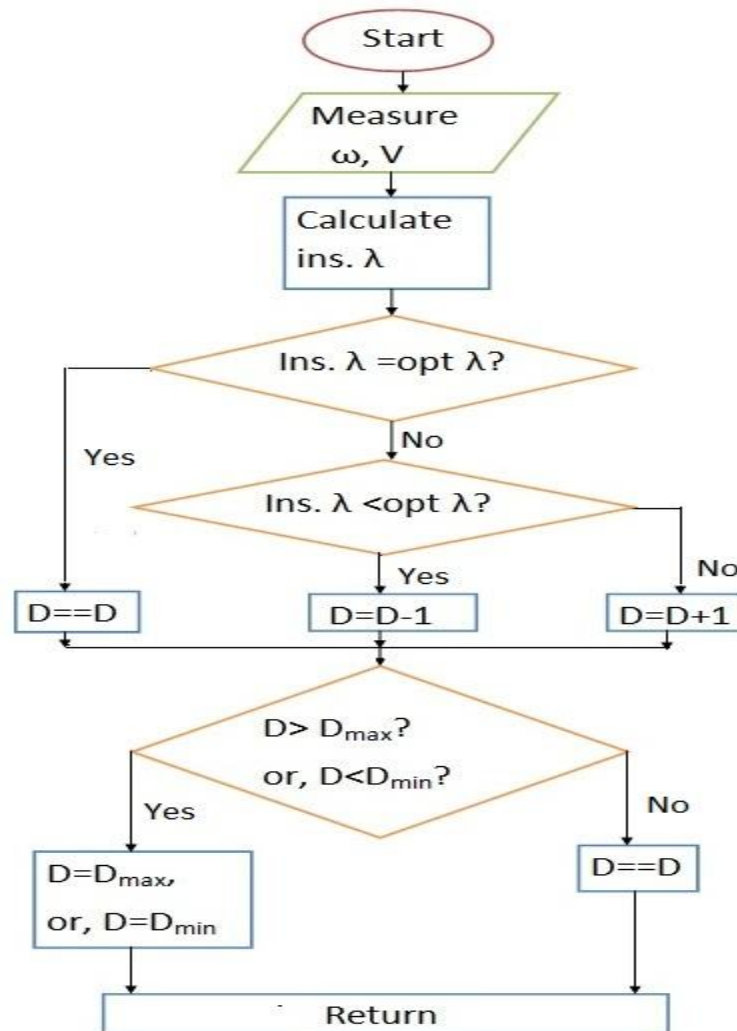 Start
Measure
ω, V
Calculate
ins. λ
Ins. λ =opt λ?
Yes
No
Ins. λ <opt λ?
Yes
No
D==D
D=D-1
D=D+1
D> Dmax?
or, D<Dmin?
Yes
No
D=Dmax,
or, D=Dmin
D==D
Return